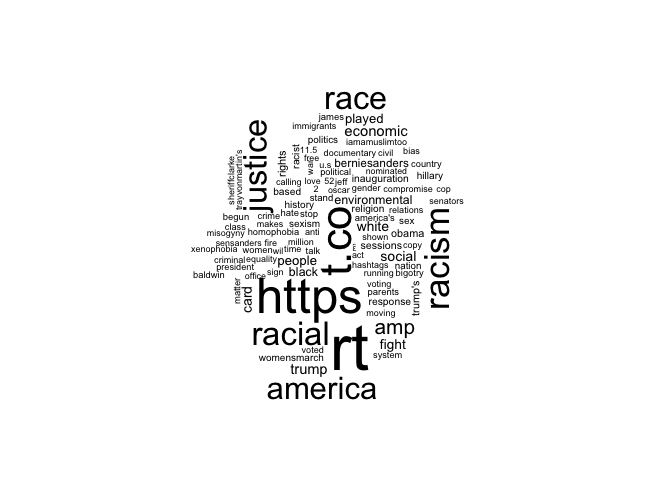 race
james played
immigrants
economic
justice
politics iamamuslimtoo
racist 11.5 documentary civil bias
rights free
sheriffclarke trayvonmartin's
berniesanders country
political nominated
calling love 52 jeff inauguration hillary
based 2 oscar gender compromise cop
stand environmental senators
history religion relations
begun crime hate stop america's sex
class makes sexism white
misogyny homophobia anti shown obama
t.co
racism
sensanders fire million sessions copy
xenophobia women time talk act social
criminal equality people hashtags nation
president office sign black running bigotry
baldwin
matter card https voting trump's
parents
response
moving
racial rt amp
fight
voted
womensmarch system
trump
america